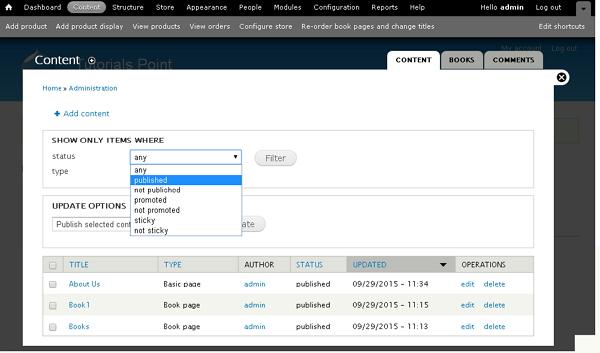 Dashboard Content Structure Store Appearance People Modules Configuration Reports Help Hello admin Log out
Add product Add product display View products View orders Configure store Re-order book pages and change titles Edit shortcuts
My account Log out
Content Tutorials Point CONTENT BOOKS COMMENTS
Home » Administration
+ Add content
SHOW ONLY ITEMS WHERE
status any Filter
type
any
published
not published
promoted
not promoted
sticky
not sticky
UPDATE OPTIONS
Publish selected cont ate
TITLE TYPE AUTHOR STATUS UPDATED OPERATIONS
About Us Basic page admin published 09/29/2015 - 11:34 edit delete
Book1 Book page admin published 09/29/2015 - 11:15 edit delete
Books Book page admin published 09/29/2015 - 11:13 edit delete